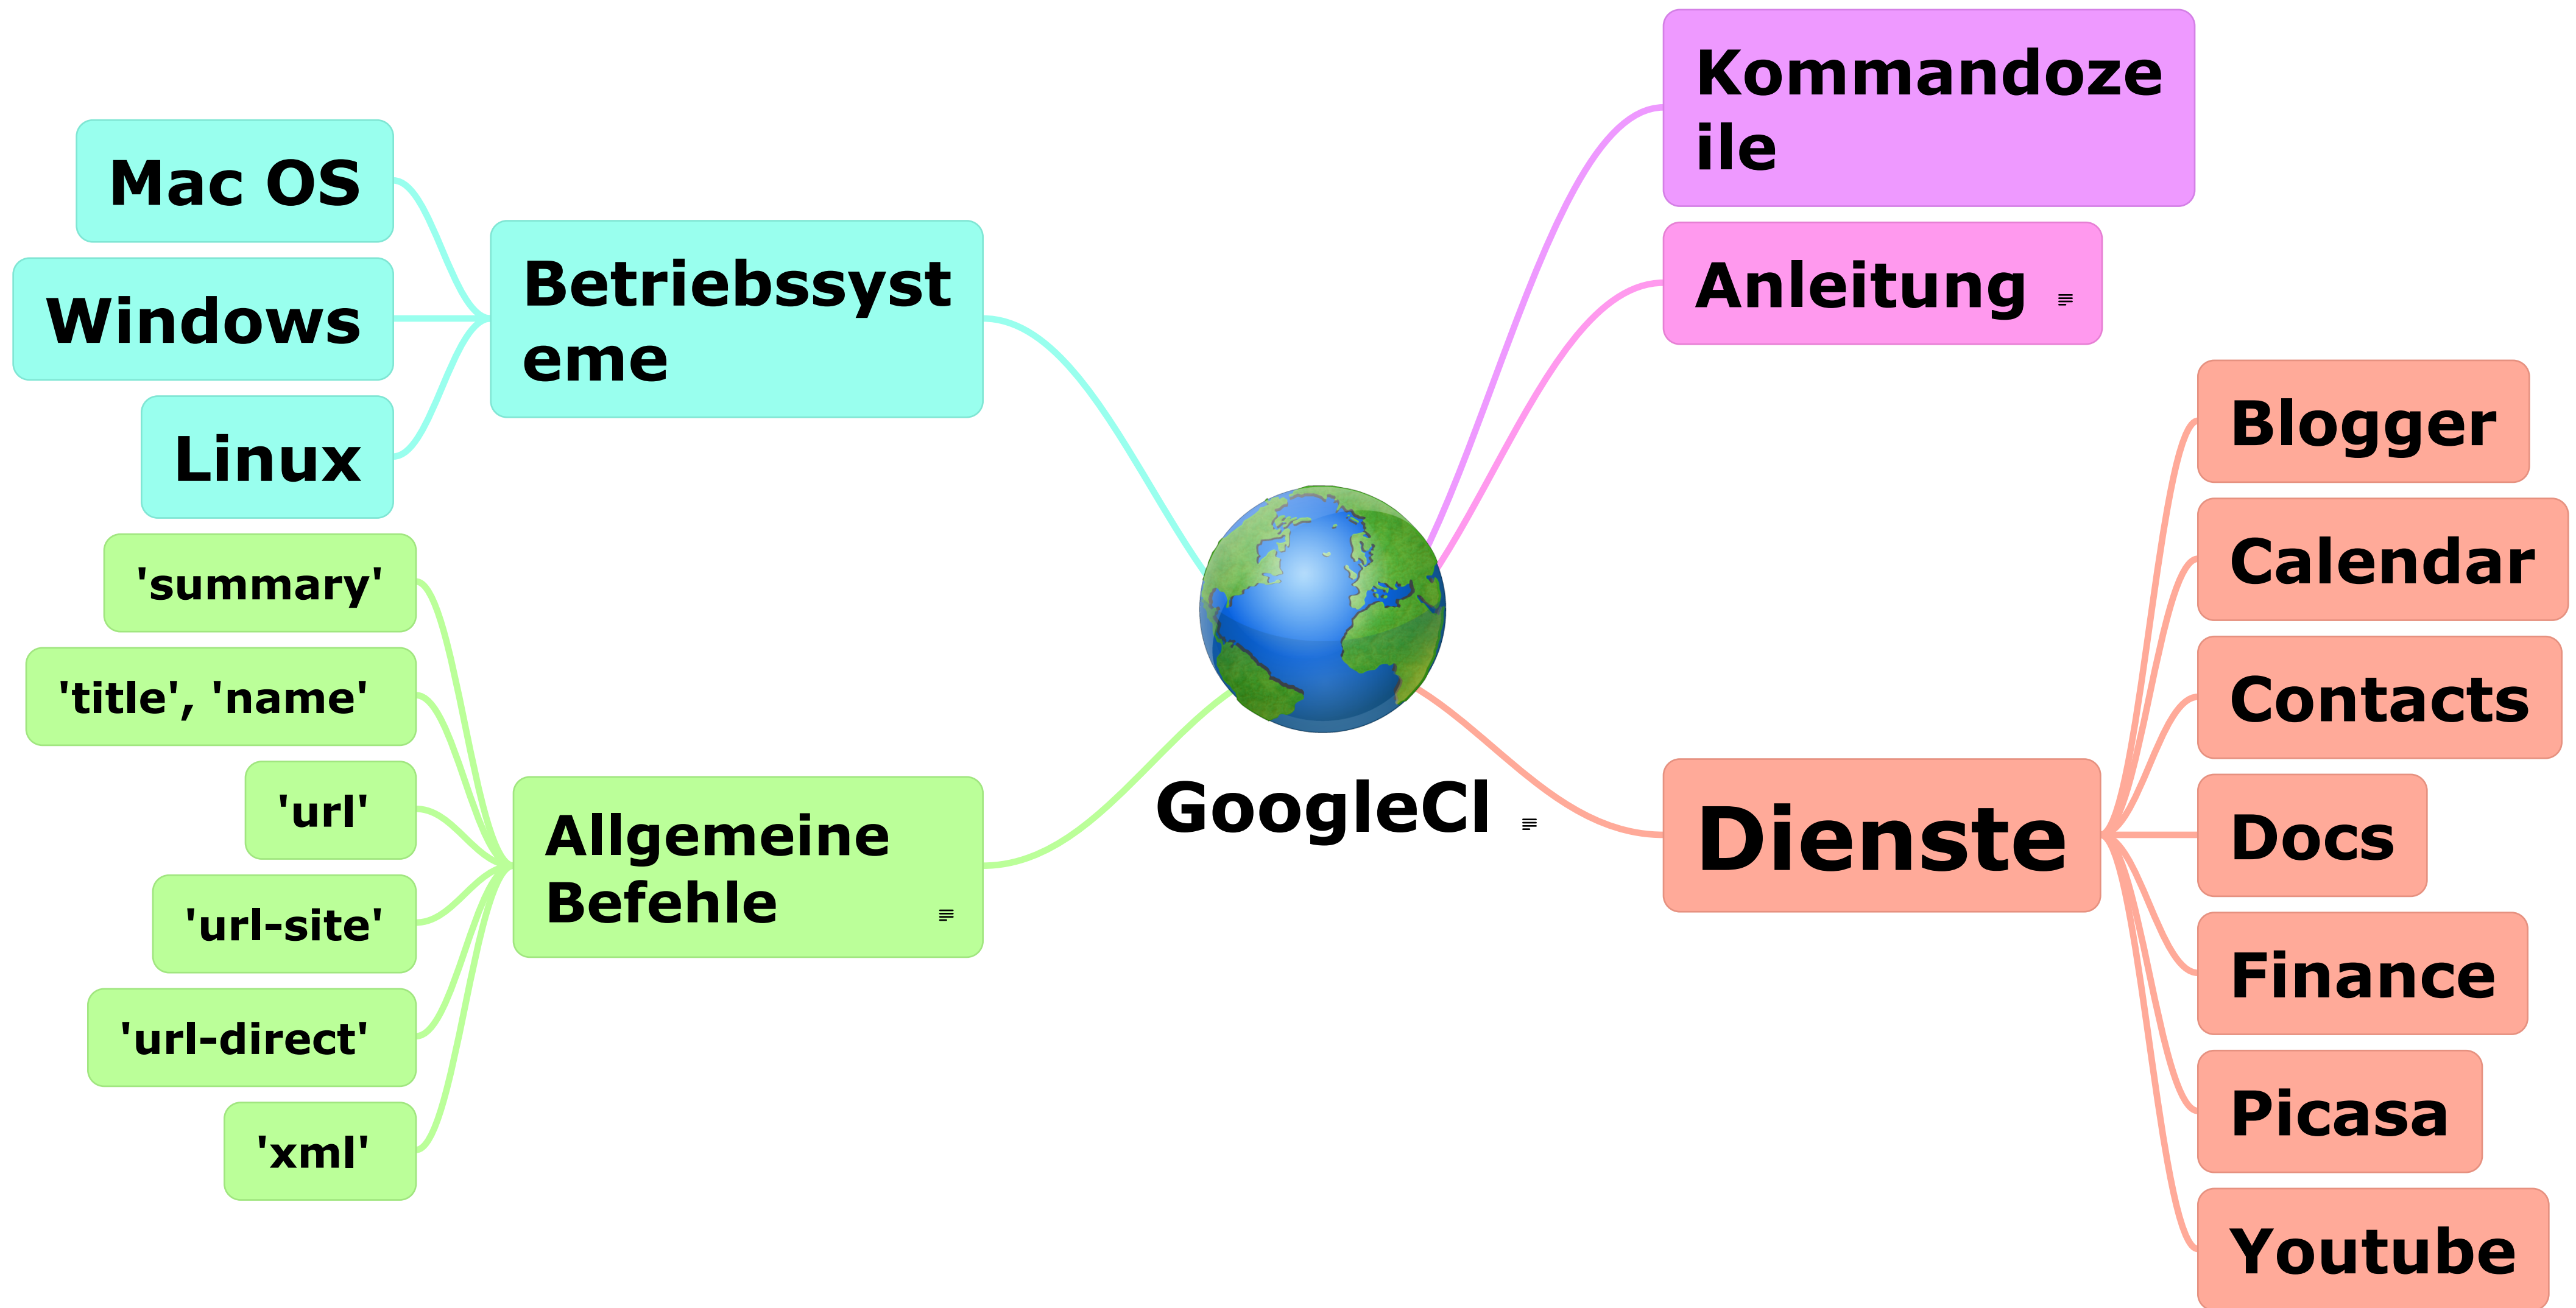 Kommandoze
ile
Anleitung
Mac OS
Windows
Linux
Betriebssyst
eme
'summary'
'title', 'name'
'url'
'url-site'
'url-direct'
'xml'
Allgemeine
Befehle
GoogleCl
Dienste
Blogger
Calendar
Contacts
Docs
Finance
Picasa
Youtube